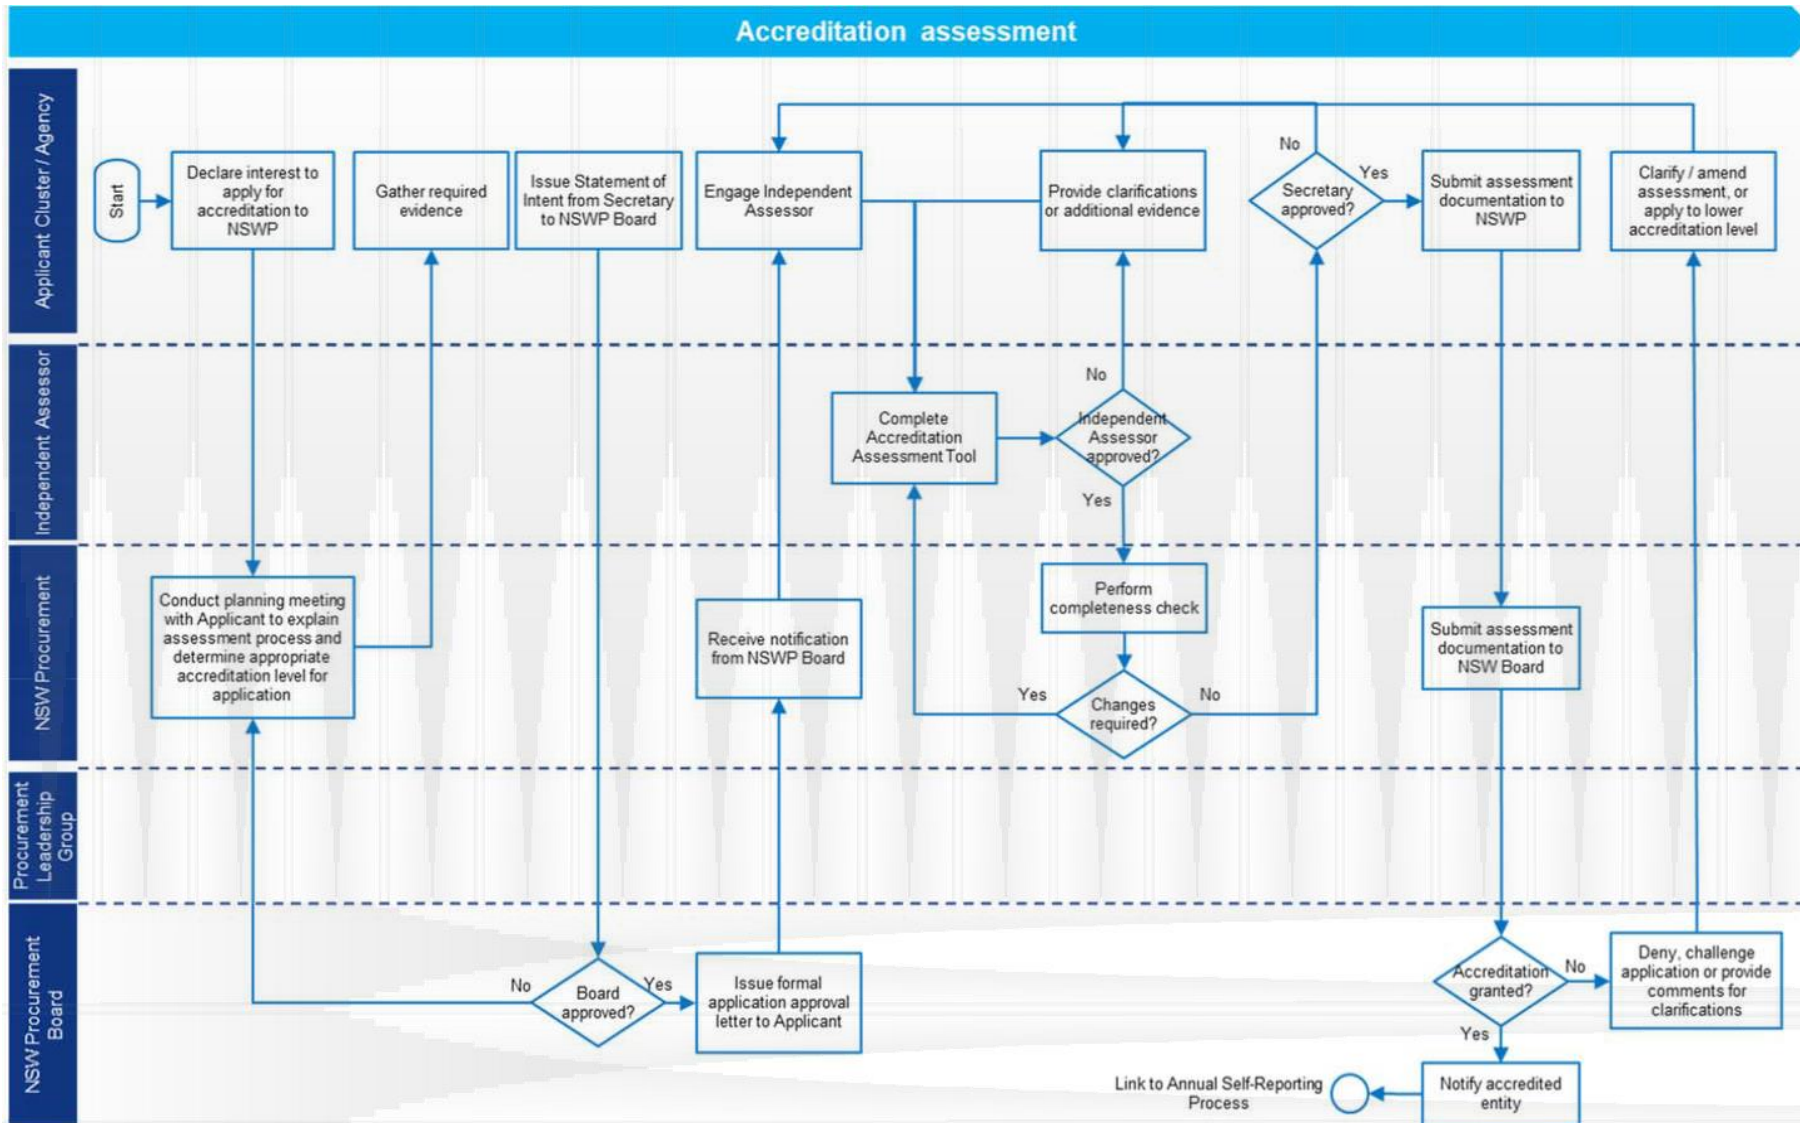 Accreditation assessment
Applicant Cluster / Agency
Start
Declare interest to
apply for
accreditation to
NSWP
Gather required
evidence
Issue Statement of
Intent from Secretary
to NSWP Board
Engage Independent
Assessor
Provide clarifications
or additional evidence
No
Secretary
approved?
Yes
Submit assessment
documentation to
NSWP
Clarify / amend
assessment, or
apply to lower
accreditation level
Independent Assessor
Complete
Accreditation
Assessment Tool
No
Independent
Assessor
approved?
Yes
NSW Procurement
Conduct planning meeting
with Applicant to explain
assessment process and
determine appropriate
accreditation level for
application
Receive notification
from NSWP Board
Perform
completeness check
Yes
Changes
required?
No
Submit assessment
documentation to
NSW Board
Procurement
Leadership
Group
NSW Procurement
Board
No
Board
approved?
Yes
Issue formal
application approval
letter to Applicant
Accreditation
granted?
No
Deny, challenge
application or provide
comments for
clarifications
Yes
Link to Annual Self-Reporting
Process
Notify accredited
entity